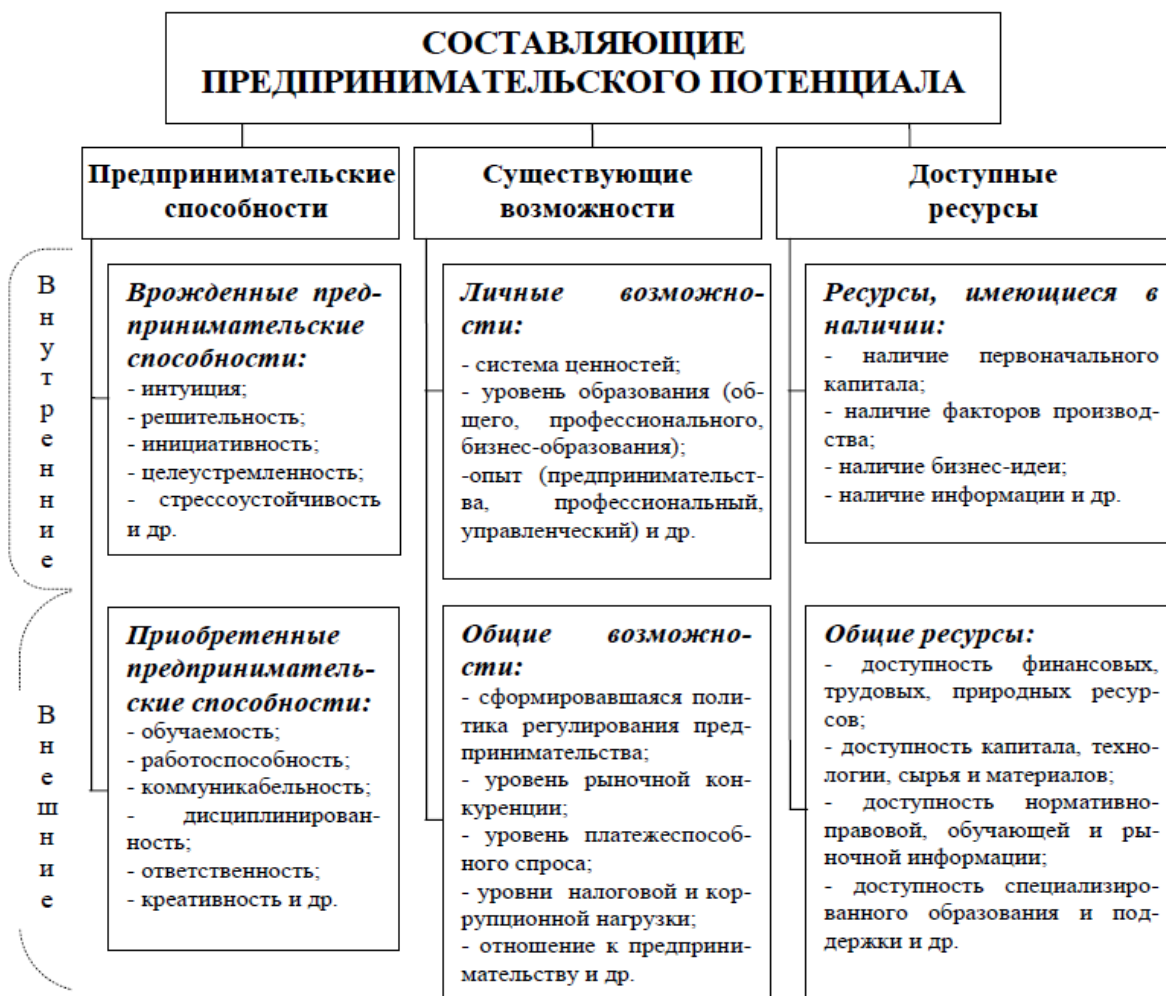 СОСТАВЛЯЮЩИЕ
ПРЕДПРИНИМАТЕЛЬСКОГО ПОТЕНЦИАЛА
Предпринимательские
способности
Существующие
возможности
Доступные
ресурсы
Внутренние
Врожденные пред-
принимательские
способности:
- интуиция;
- решительность;
- инициативность;
- целеустремленность;
- стрессоустойчивость
и др.
Личные возможно-
сти:
- система ценностей;
- уровень образования (об-
щего, профессионального,
бизнес-образования);
-опыт (предпринимательст-
ва, профессиональный,
управленческий) и др.
Ресурсы, имеющиеся в
наличии:
- наличие первоначального
капитала;
- наличие факторов производ-
ства;
- наличие бизнес-идеи;
- наличие информации и др.
Внешние
Приобретенные
предприниматель-
ские способности:
- обучаемость;
- работоспособность;
- коммуникабельность;
- дисциплинирован-
ность;
- ответственность;
- креативность и др.
Общие возможно-
сти:
- сформировавшаяся поли-
тика регулирования пред-
принимательства;
- уровень рыночной кон-
куренции;
- уровень платежеспособ-
ного спроса;
- уровни налоговой и кор-
рупционной нагрузки;
- отношение к предприни-
мательству и др.
Общие ресурсы:
- доступность финансовых,
трудовых, природных ресур-
сов;
- доступность капитала, техно-
логии, сырья и материалов;
- доступность нормативно-
правовой, обучающей и ры-
ночной информации;
- доступность специализиро-
ванного образования и под-
держки и др.